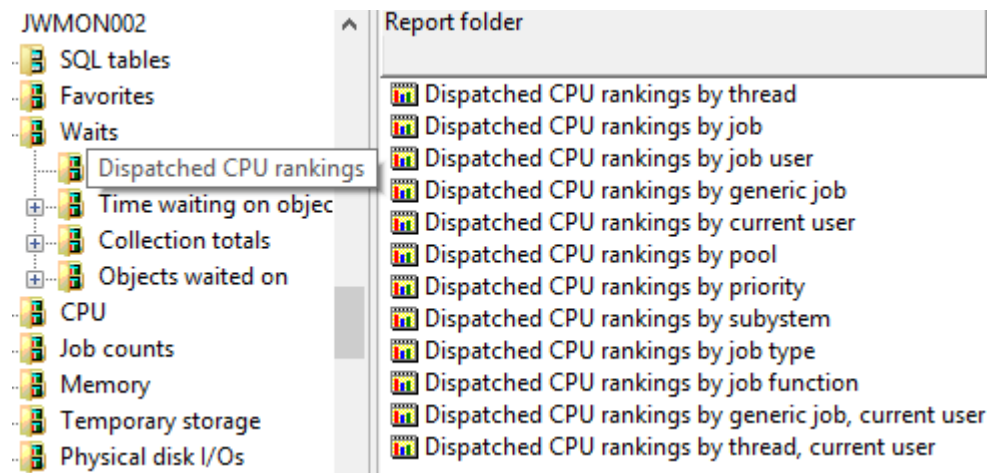 JWMON002
SQL tables
Favorites
Waits
Dispatched CPU rankings
Time waiting on objec
Collection totals
Objects waited on
CPU
Job counts
Memory
Temporary storage
Physical disk I/Os
Report folder
Dispatched CPU rankings by thread
Dispatched CPU rankings by job
Dispatched CPU rankings by job user
Dispatched CPU rankings by generic job
Dispatched CPU rankings by current user
Dispatched CPU rankings by pool
Dispatched CPU rankings by priority
Dispatched CPU rankings by subystem
Dispatched CPU rankings by job type
Dispatched CPU rankings by job function
Dispatched CPU rankings by generic job, current user
Dispatched CPU rankings by thread, current user